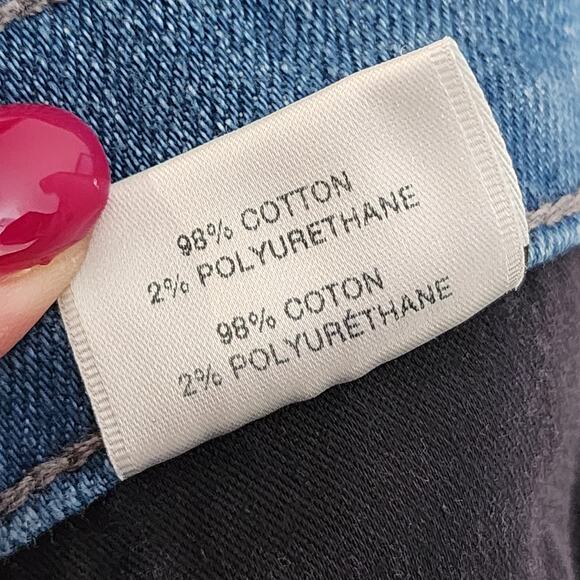 98% COTTON
2% POLYURETHANE
98% COTON
2% POLYURÉTHANE